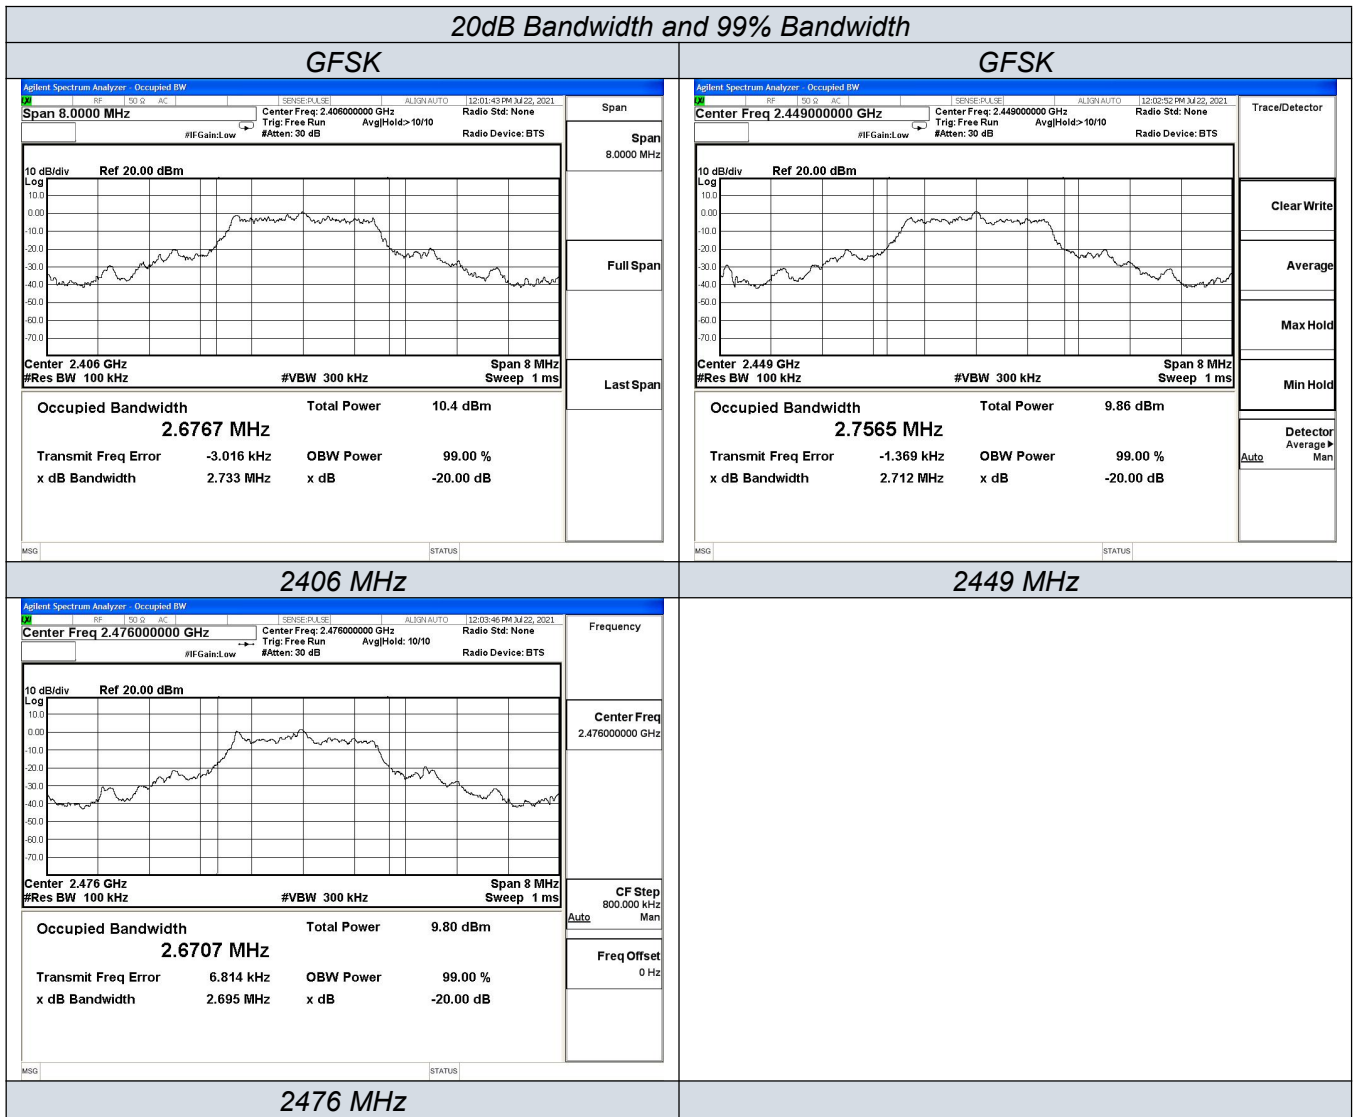 20dB Bandwidth and 99% Bandwidth
GFSK
GFSK
Agilent Spectrum Analyzer - Occupied BW
LXI RF 50 Ω AC SENSE:PULSE ALIGN AUTO 12:01:43 PM Jul 22, 2021
Span 8.0000 MHz
Center Freq: 2.406000000 GHz
Radio Std: None
Trig: Free Run Avg|Hold:> 10/10
#IFGain:Low #Atten: 30 dB Radio Device: BTS
10 dB/div Ref 20.00 dBm
Log
10.0
0.00
-10.0
-20.0
-30.0
-40.0
-50.0
-60.0
-70.0
Center 2.406 GHz Span 8 MHz
#Res BW 100 kHz #VBW 300 kHz Sweep 1 ms
Occupied Bandwidth Total Power 10.4 dBm
2.6767 MHz
Transmit Freq Error -3.016 kHz OBW Power 99.00 %
x dB Bandwidth 2.733 MHz x dB -20.00 dB
MSG STATUS
Span
Span
8.0000 MHz
Full Span
Last Span
Agilent Spectrum Analyzer - Occupied BW
LXI RF 50 Ω AC SENSE:PULSE ALIGN AUTO 12:02:52 PM Jul 22, 2021
Center Freq 2.449000000 GHz
Center Freq: 2.449000000 GHz
Radio Std: None
Trig: Free Run Avg|Hold:> 10/10
#IFGain:Low #Atten: 30 dB Radio Device: BTS
10 dB/div Ref 20.00 dBm
Log
10.0
0.00
-10.0
-20.0
-30.0
-40.0
-50.0
-60.0
-70.0
Center 2.449 GHz Span 8 MHz
#Res BW 100 kHz #VBW 300 kHz Sweep 1 ms
Occupied Bandwidth Total Power 9.86 dBm
2.7565 MHz
Transmit Freq Error -1.369 kHz OBW Power 99.00 %
x dB Bandwidth 2.712 MHz x dB -20.00 dB
MSG STATUS
Trace/Detector
Clear Write
Average
Max Hold
Min Hold
Detector
Average▶
Auto Man
2406 MHz
2449 MHz
Agilent Spectrum Analyzer - Occupied BW
LXI RF 50 Ω AC SENSE:PULSE ALIGN AUTO 12:03:46 PM Jul 22, 2021
Center Freq 2.476000000 GHz
Center Freq: 2.476000000 GHz
Radio Std: None
Trig: Free Run Avg|Hold: 10/10
#IFGain:Low #Atten: 30 dB Radio Device: BTS
10 dB/div Ref 20.00 dBm
Log
10.0
0.00
-10.0
-20.0
-30.0
-40.0
-50.0
-60.0
-70.0
Center 2.476 GHz Span 8 MHz
#Res BW 100 kHz #VBW 300 kHz Sweep 1 ms
Occupied Bandwidth Total Power 9.80 dBm
2.6707 MHz
Transmit Freq Error 6.814 kHz OBW Power 99.00 %
x dB Bandwidth 2.695 MHz x dB -20.00 dB
MSG STATUS
Frequency
Center Freq
2.476000000 GHz
CF Step
800.000 kHz
Auto Man
Freq Offset
0 Hz
2476 MHz